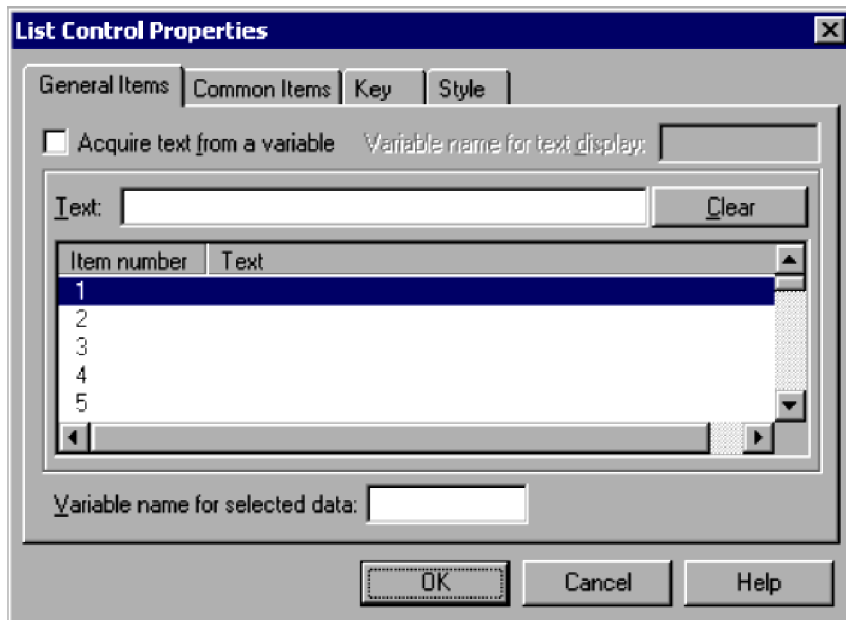 List Control Properties
General Items Common Items Key Style
Acquire text from a variable Variable name for text display:
Text: Clear
Item number Text
1
2
3
4
5
Variable name for selected data:
OK Cancel Help